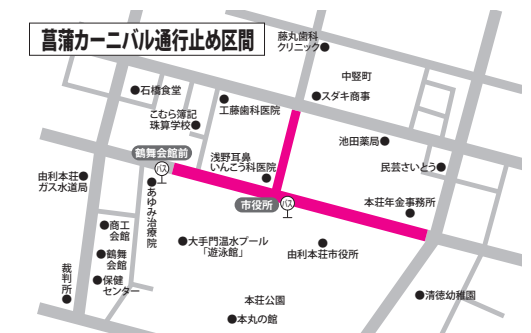 菖蒲カーニバル通行止め区間
藤丸歯科
クリニック
中竪町
石橋食堂
スダキ商事
工藤歯科医院
こむら簿記
珠算学校
池田薬局
鶴舞会館前
バス
浅野耳鼻
いんこう科医院
民芸さいとう
由利本荘
ガス水道局
あゆみ治療院
市役所
バス
本荘年金事務所
商工
会館
大手門温水プール
「遊泳館」
由利本荘市役所
鶴舞
会館
裁判所
保健
センター
本荘公園
清徳幼稚園
本丸の館